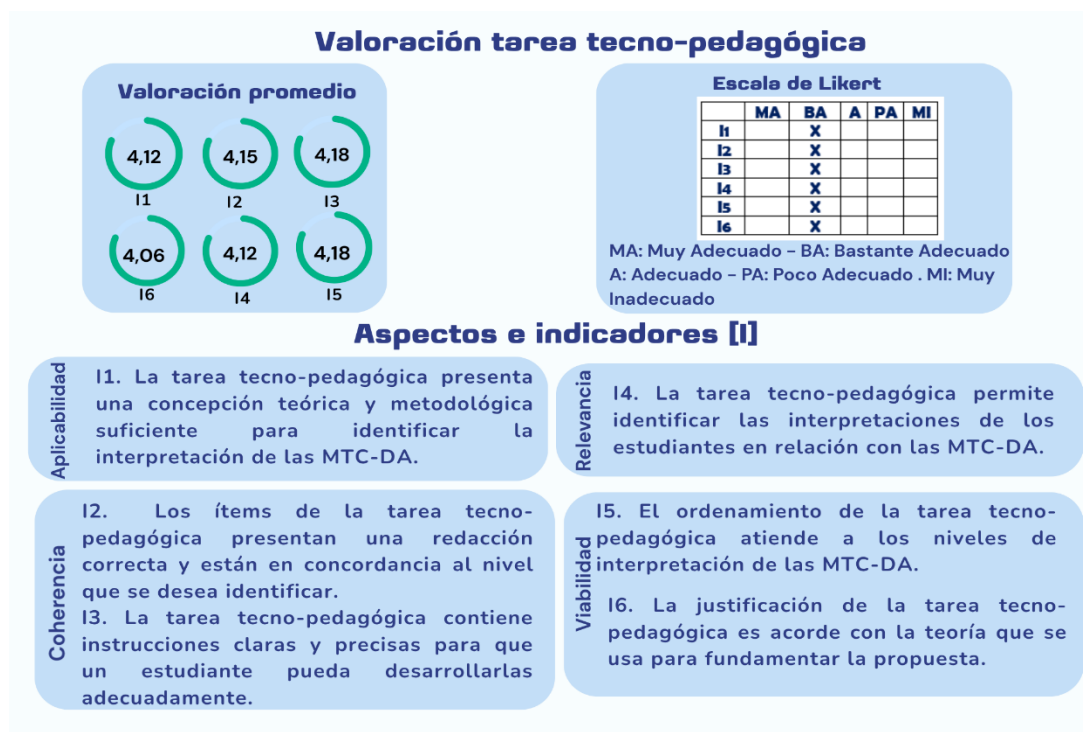 Valoración tarea tecno-pedagógica
Valoración promedio
4,12 4,15 4,18
I1 I2 I3
4,06 4,12 4,18
I6 I4 I5
Escala de Likert
MA BA A PA MI
I1 X
I2 X
I3 X
I4 X
I5 X
I6 X
MA: Muy Adecuado - BA: Bastante Adecuado
A: Adecuado - PA: Poco Adecuado . MI: Muy
Inadecuado
Aspectos e indicadores [I]
Aplicabilidad
I1. La tarea tecno-pedagógica presenta
una concepción teórica y metodológica
suficiente para identificar la
interpretación de las MTC-DA.
Relevancia
I4. La tarea tecno-pedagógica permite
identificar las interpretaciones de los
estudiantes en relación con las MTC-DA.
Coherencia
I2. Los ítems de la tarea tecno-
pedagógica presentan una redacción
correcta y están en concordancia al nivel
que se desea identificar.
I3. La tarea tecno-pedagógica contiene
instrucciones claras y precisas para que
un estudiante pueda desarrollarlas
adecuadamente.
Viabilidad
I5. El ordenamiento de la tarea tecno-
pedagógica atiende a los niveles de
interpretación de las MTC-DA.
I6. La justificación de la tarea tecno-
pedagógica es acorde con la teoría que se
usa para fundamentar la propuesta.